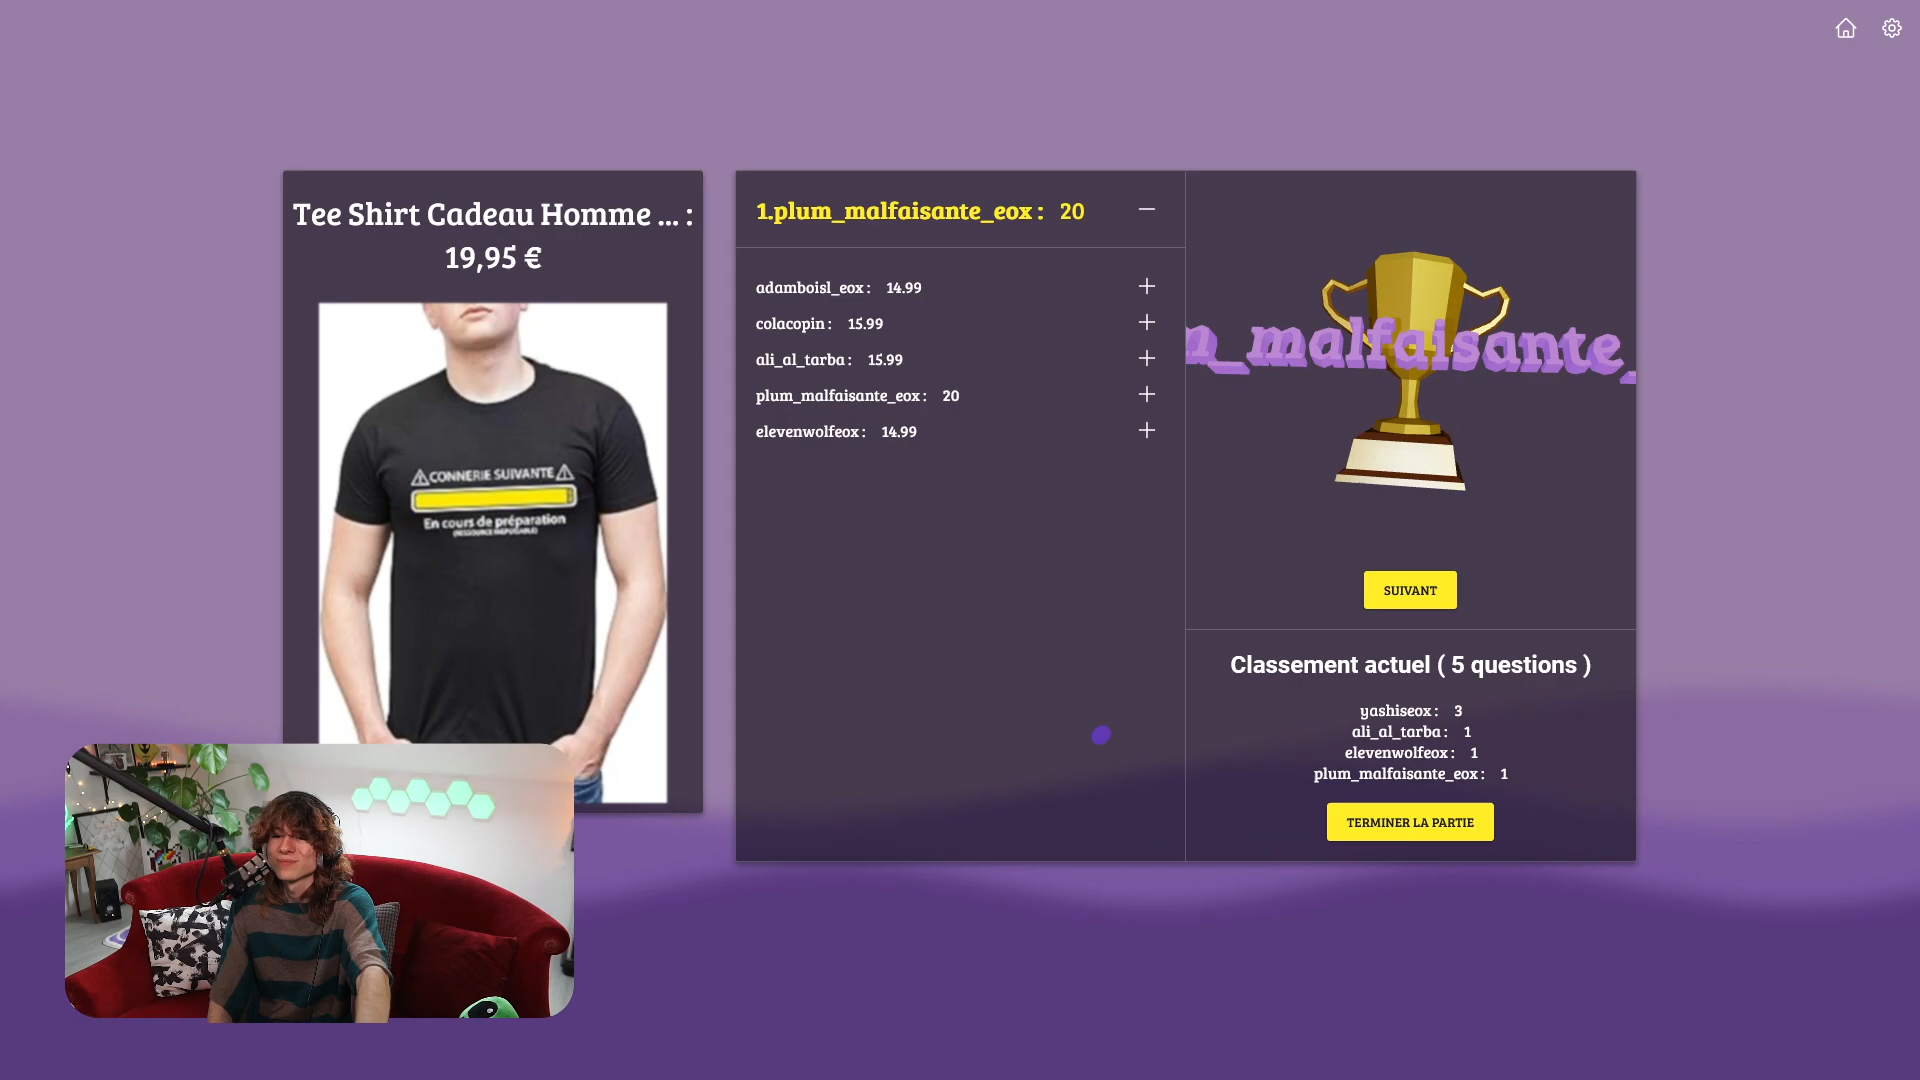 Tee Shirt Cadeau Homme ... :
19,95 €
CONNERIE SUIVANTE
En cours de préparation
1.plum_malfaisante_eox : 20
adamboisl_eox : 14.99
colacopin : 15.99
ali_al_tarba : 15.99
plum_malfaisante_eox : 20
elevenwolfeox : 14.99
m_malfaisante_
SUIVANT
Classement actuel ( 5 questions )
yashiseox : 3
ali_al_tarba : 1
elevenwolfeox : 1
plum_malfaisante_eox : 1
TERMINER LA PARTIE